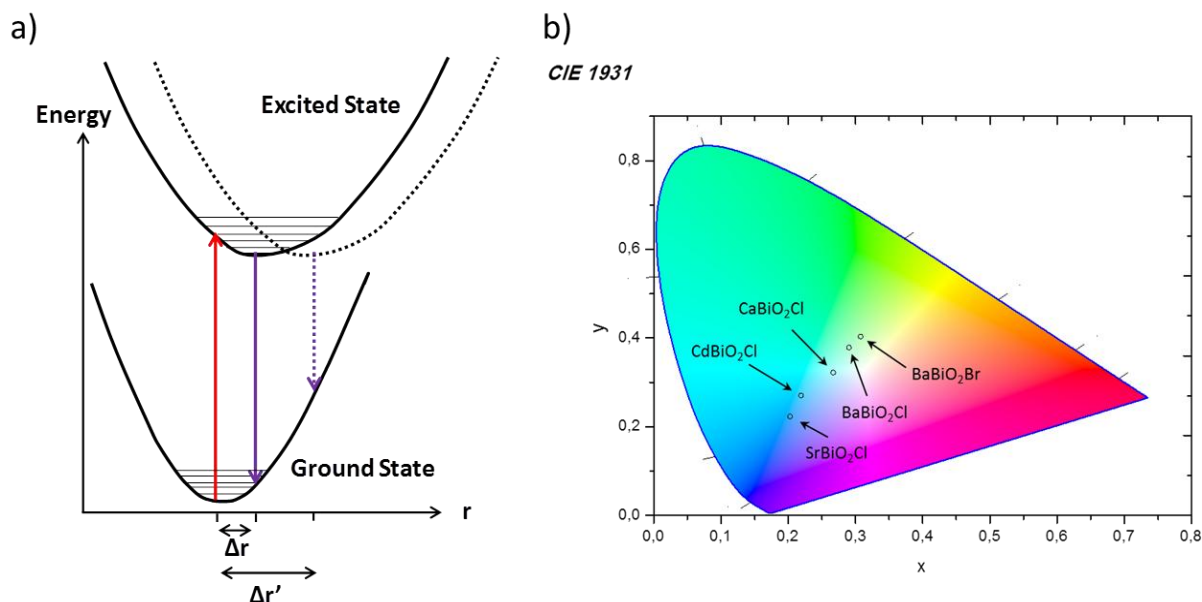 a)
Energy
Excited State
Ground State
r
Δr
Δr’
b)
CIE 1931
y
0,8
0,6
0,4
0,2
0,0
CaBiO₂Cl
CdBiO₂Cl
BaBiO₂Br
BaBiO₂Cl
SrBiO₂Cl
0,0 0,1 0,2 0,3 0,4 0,5 0,6 0,7 0,8
x